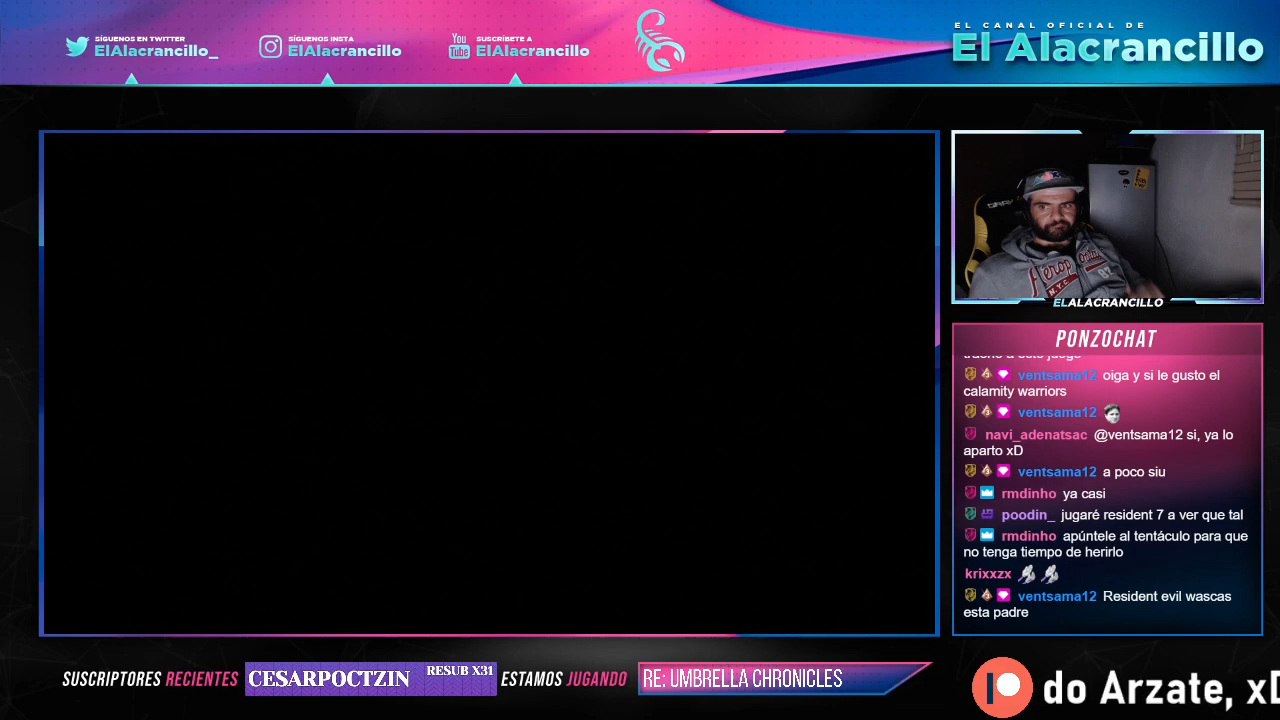 SÍGUENOS EN TWITTER
ElAlacrancillo_
SÍGUENOS INSTA
ElAlacrancillo
You
Tube
SUSCRÍBETE A
ElAlacrancillo
EL CANAL OFICIAL DE
El Alacrancillo
Aerop
N.Y.C.
87
ELALACRANCILLO
PONZOCHAT
ventsama12 oiga y si le gusto el
calamity warriors
ventsama12
navi_adenatsac @ventsama12 si, ya lo
aparto xD
ventsama12 a poco siu
rmdinho ya casi
poodin_ jugaré resident 7 a ver que tal
rmdinho apúntele al tentáculo para que
no tenga tiempo de herirlo
krixxzx
ventsama12 Resident evil wascas
esta padre
SUSCRIPTORES RECIENTES
CESARPOCTZIN
RESUB X31
ESTAMOS JUGANDO
RE: UMBRELLA CHRONICLES
do Arzate, xD